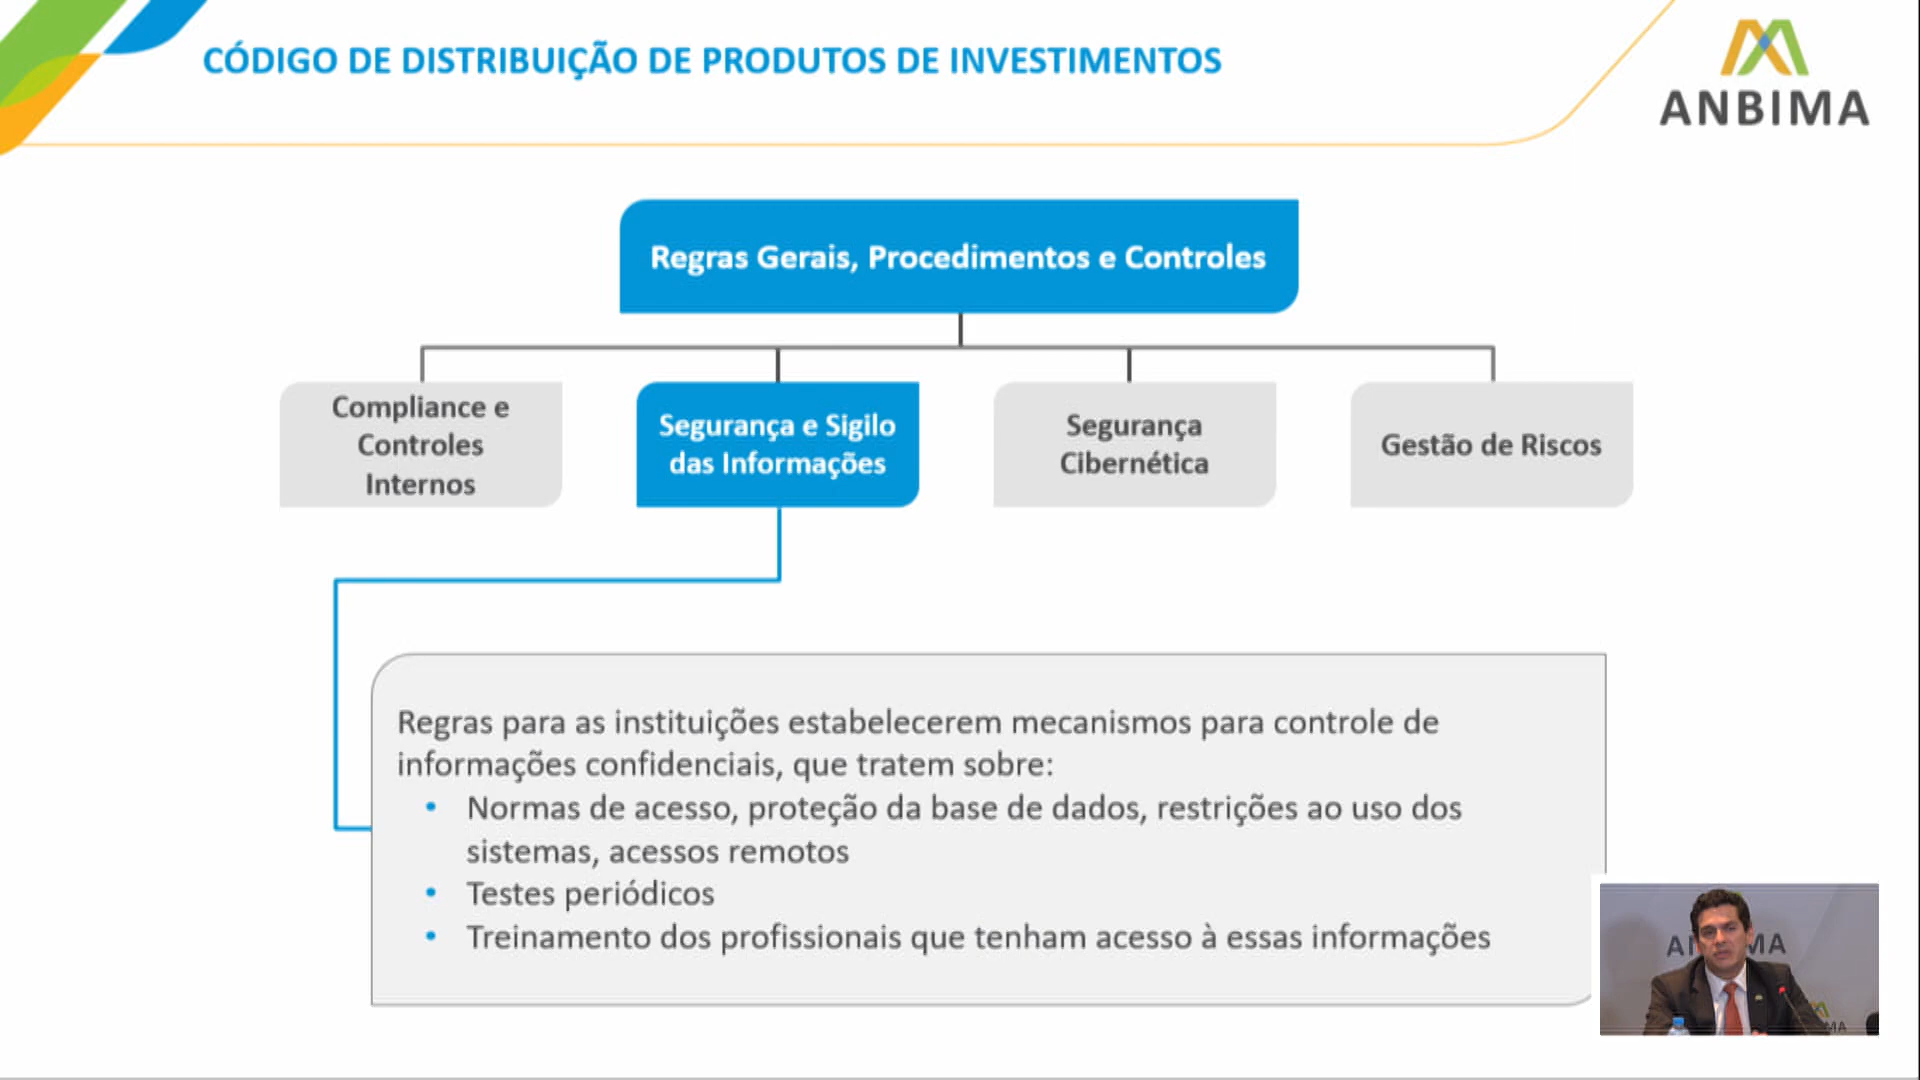 CÓDIGO DE DISTRIBUIÇÃO DE PRODUTOS DE INVESTIMENTOS
ANBIMA
Regras Gerais, Procedimentos e Controles
Compliance e
Controles
Internos
Segurança e Sigilo
das Informações
Segurança
Cibernética
Gestão de Riscos
Regras para as instituições estabelecerem mecanismos para controle de
informações confidenciais, que tratem sobre:
• Normas de acesso, proteção da base de dados, restrições ao uso dos
sistemas, acessos remotos
• Testes periódicos
• Treinamento dos profissionais que tenham acesso à essas informações